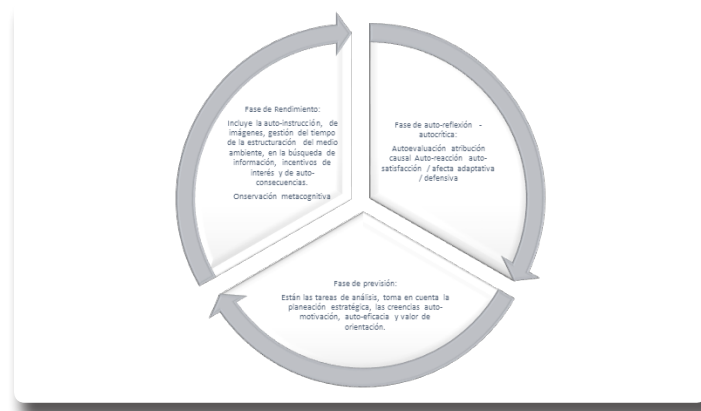 Fase de Rendimiento:
Incluye la auto-instrucción, de
imágenes, gestión del tiempo
de la estructuración del medio
ambiente, en la búsqueda de
información, incentivos de
interés y de auto-
consecuencias.
Onservación metacognitiva
Fase de auto-reflexión -
autocrítica:
Autoevaluación atribución
causal Auto-reacción auto-
satisfacción / afecta adaptativa
/ defensiva
Fase de previsión:
Están las tareas de análisis, toma en cuenta la
planeación estratégica, las creencias auto-
motivación, auto-eficacia y valor de
orientación.